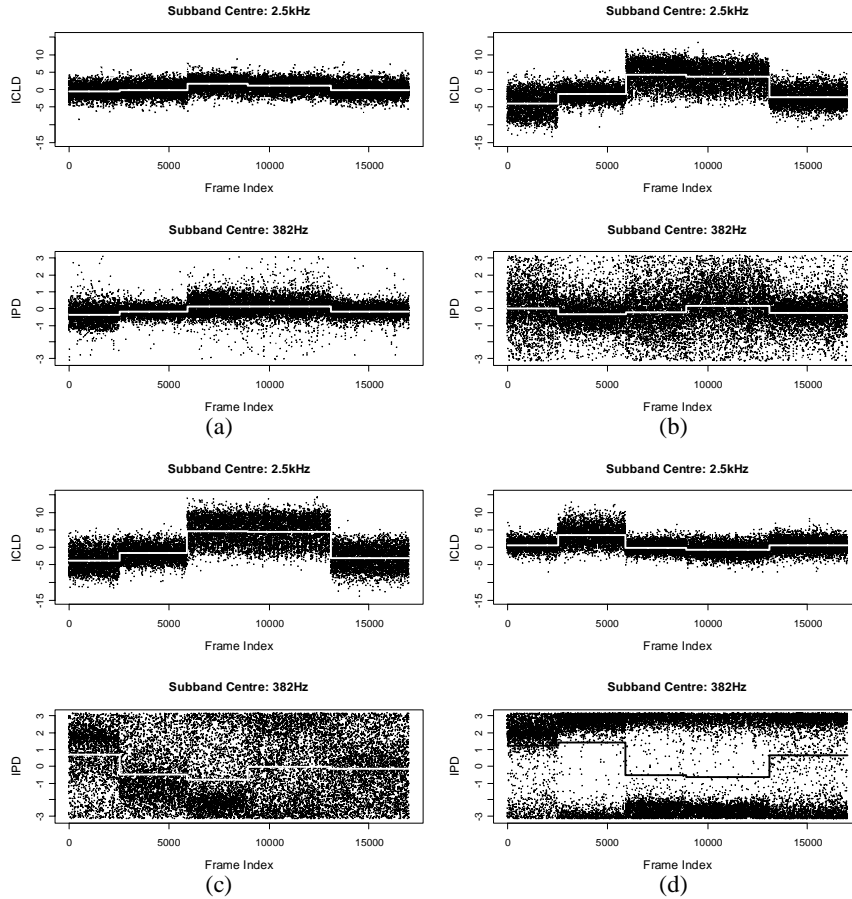 Subband Centre: 2.5kHz
ICLD
-15 -5 0 5 10
0 5000 10000 15000
Frame Index
Subband Centre: 382Hz
IPD
-3 -1 0 1 2 3
0 5000 10000 15000
Frame Index
(a)
Subband Centre: 2.5kHz
ICLD
-15 -5 0 5 10
0 5000 10000 15000
Frame Index
Subband Centre: 382Hz
IPD
-3 -1 0 1 2 3
0 5000 10000 15000
Frame Index
(b)
Subband Centre: 2.5kHz
ICLD
-15 -5 0 5 10
0 5000 10000 15000
Frame Index
Subband Centre: 382Hz
IPD
-3 -1 0 1 2 3
0 5000 10000 15000
Frame Index
(c)
Subband Centre: 2.5kHz
ICLD
-15 -5 0 5 10
0 5000 10000 15000
Frame Index
Subband Centre: 382Hz
IPD
-3 -1 0 1 2 3
0 5000 10000 15000
Frame Index
(d)